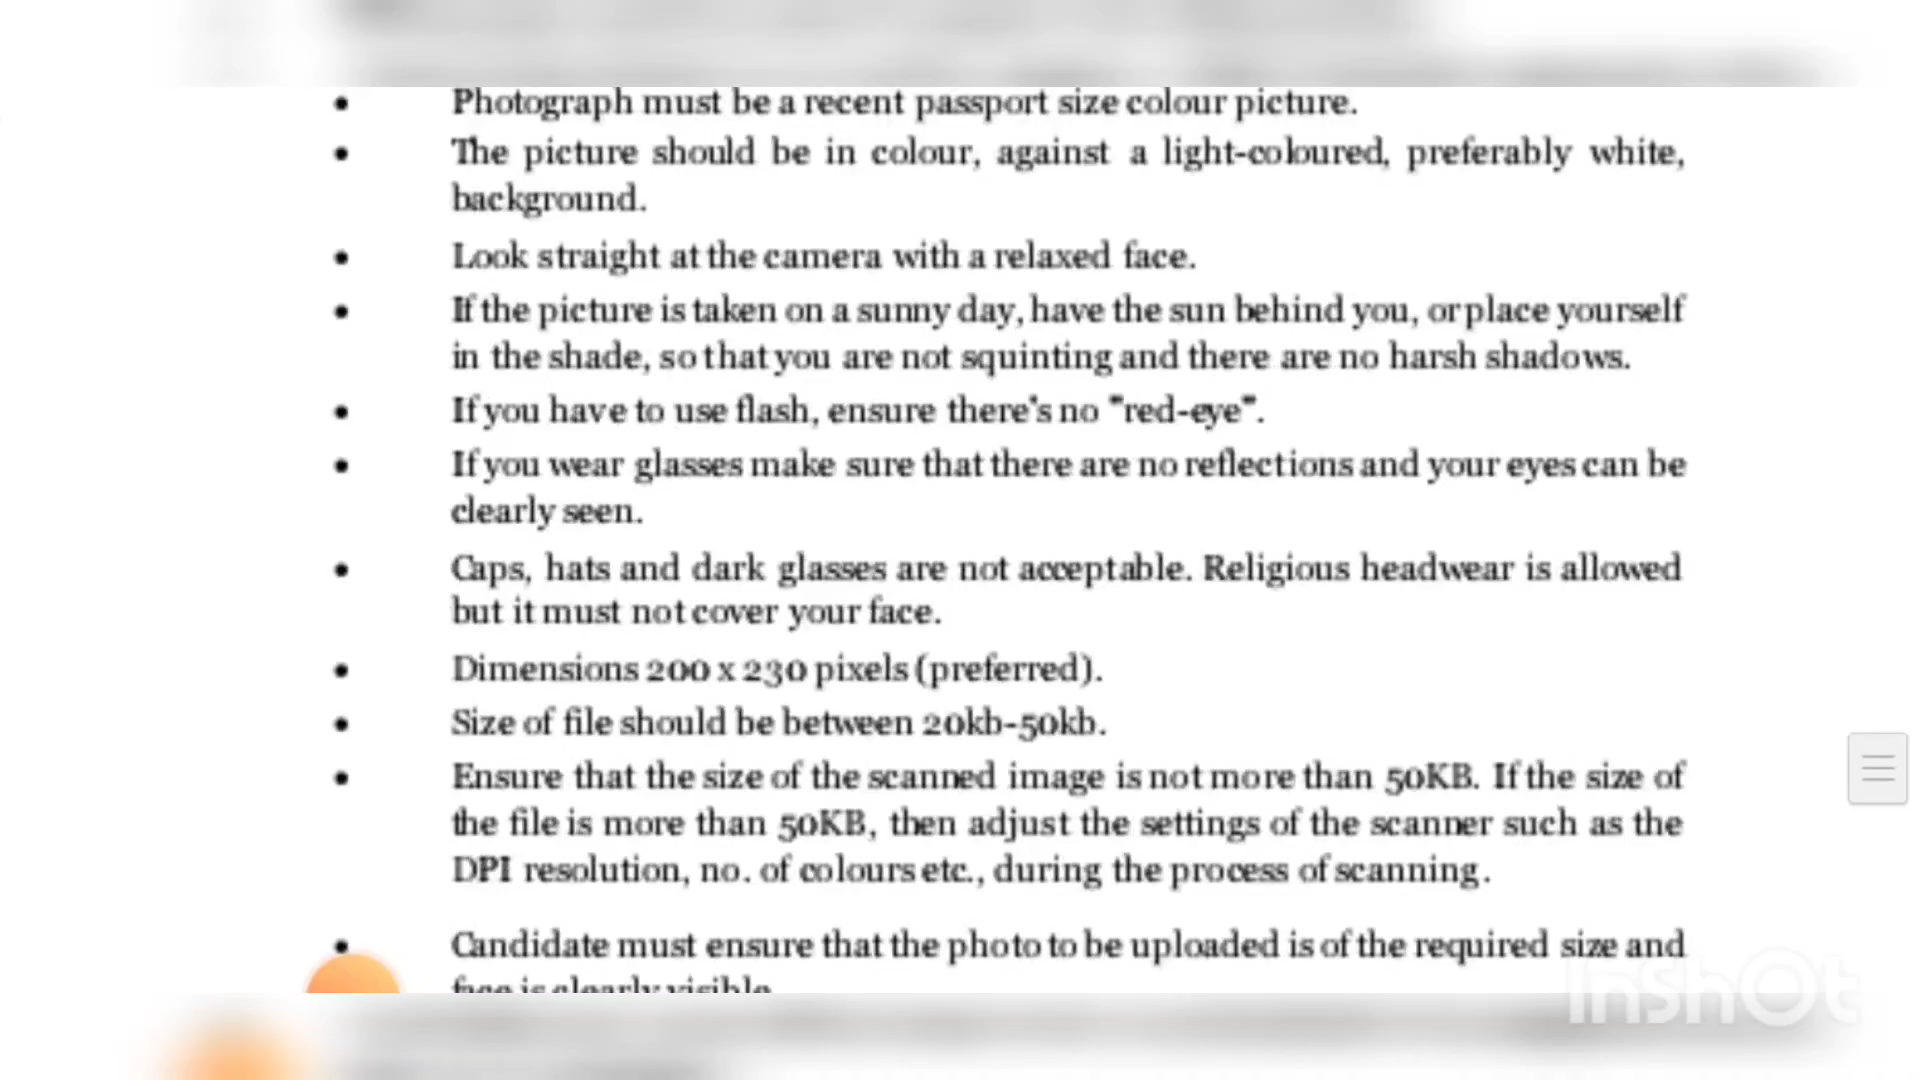 Photograph must be a recent passport size colour picture.
The picture should be in colour, against a light-coloured, preferably white,
background.
Look straight at the camera with a relaxed face.
If the picture is taken on a sunny day, have the sun behind you, or place yourself
in the shade, so that you are not squinting and there are no harsh shadows.
If you have to use flash, ensure there's no "red-eye".
If you wear glasses make sure that there are no reflections and your eyes can be
clearly seen.
Caps, hats and dark glasses are not acceptable. Religious headwear is allowed
but it must not cover your face.
Dimensions 200 x 230 pixels (preferred).
Size of file should be between 20kb-50kb.
Ensure that the size of the scanned image is not more than 50KB. If the size of
the file is more than 50KB, then adjust the settings of the scanner such as the
DPI resolution, no. of colours etc., during the process of scanning.
Candidate must ensure that the photo to be uploaded is of the required size and
face is clearly visible
InShOt